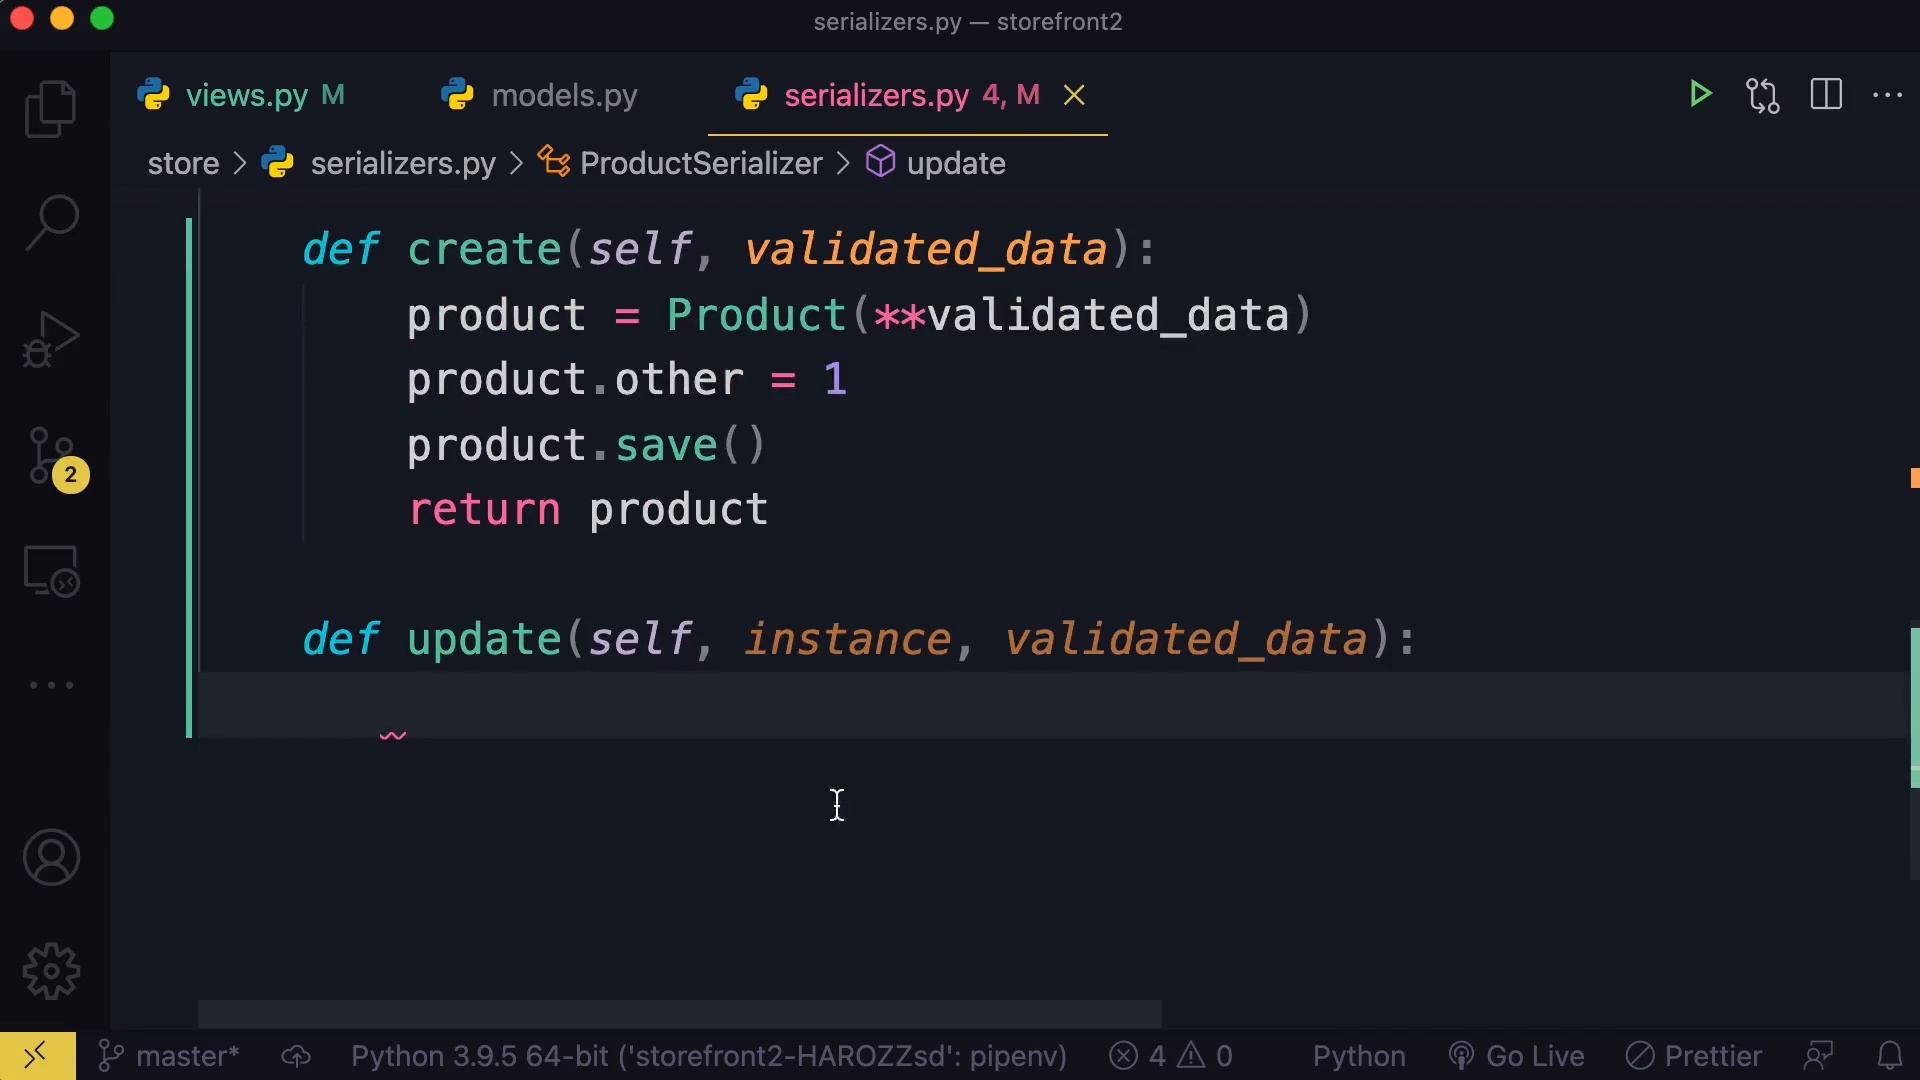 serializers.py — storefront2
views.py M models.py serializers.py 4, M
store > serializers.py > ProductSerializer > update
def create(self, validated_data):
product = Product(**validated_data)
product.other = 1
product.save()
return product
def update(self, instance, validated_data):
2
master* Python 3.9.5 64-bit ('storefront2-HAROZZsd': pipenv) 4 0 Python Go Live Prettier